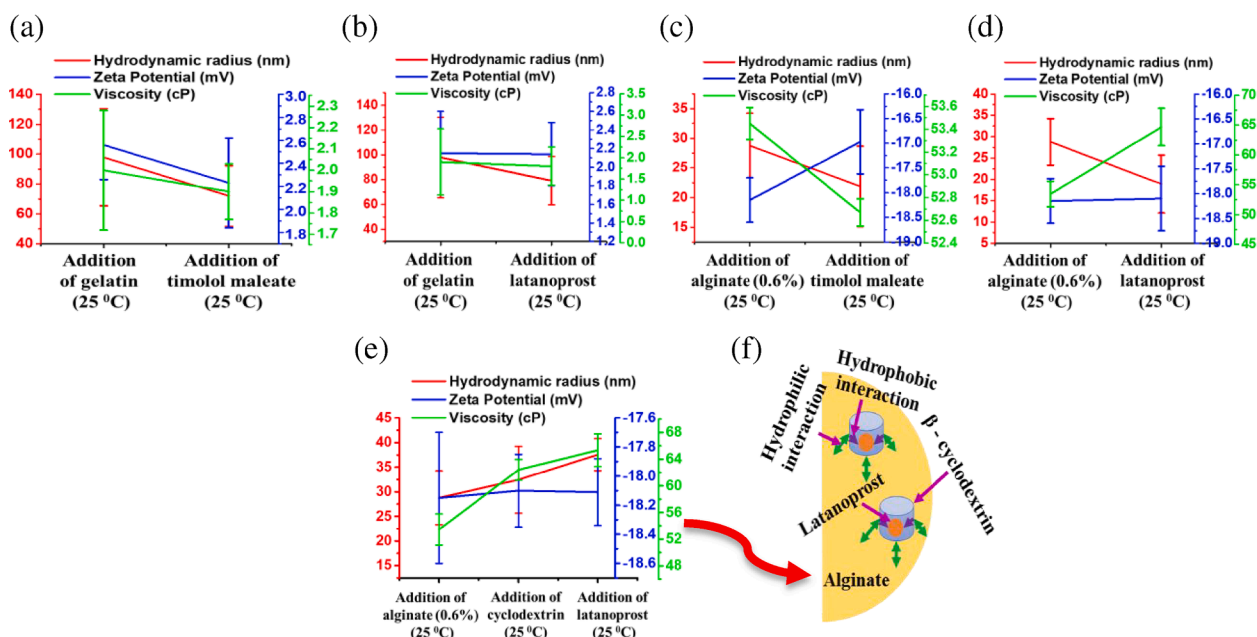 (a)
Hydrodynamic radius (nm)
Zeta Potential (mV)
Viscosity (cP)
140
120
100
80
60
40
3.0
2.8
2.6
2.4
2.2
2.0
1.8
2.3
2.2
2.1
2.0
1.9
1.8
1.7
Addition
of gelatin
(25 ⁰C)
Addition of
timolol maleate
(25 ⁰C)
(b)
Hydrodynamic radius (nm)
Zeta Potential (mV)
Viscosity (cP)
140
120
100
80
60
40
2.8
2.6
2.4
2.2
2.0
1.8
1.6
1.4
1.2
3.5
3.0
2.5
2.0
1.5
1.0
0.5
0.0
Addition
of gelatin
(25 ⁰C)
Addition of
latanoprost
(25 ⁰C)
(c)
Hydrodynamic radius (nm)
Zeta Potential (mV)
Viscosity (cP)
35
30
25
20
15
-16.0
-16.5
-17.0
-17.5
-18.0
-18.5
-19.0
53.6
53.4
53.2
53.0
52.8
52.6
52.4
Addition of
alginate (0.6%)
(25 ⁰C)
Addition of
timolol maleate
(25 ⁰C)
(d)
Hydrodynamic radius (nm)
Zeta Potential (mV)
Viscosity (cP)
40
35
30
25
20
15
10
5
-16.0
-16.5
-17.0
-17.5
-18.0
-18.5
-19.0
70
65
60
55
50
45
Addition of
alginate (0.6%)
(25 ⁰C)
Addition of
latanoprost
(25 ⁰C)
(e)
Hydrodynamic radius (nm)
Zeta Potential (mV)
Viscosity (cP)
45
40
35
30
25
20
15
-17.6
-17.8
-18.0
-18.2
-18.4
-18.6
68
64
60
56
52
48
Addition of
alginate (0.6%)
(25 ⁰C)
Addition of
cyclodextrin
(25 ⁰C)
Addition of
latanoprost
(25 ⁰C)
(f)
Hydrophilic
interaction
Hydrophobic
interaction
β - cyclodextrin
Latanoprost
Alginate